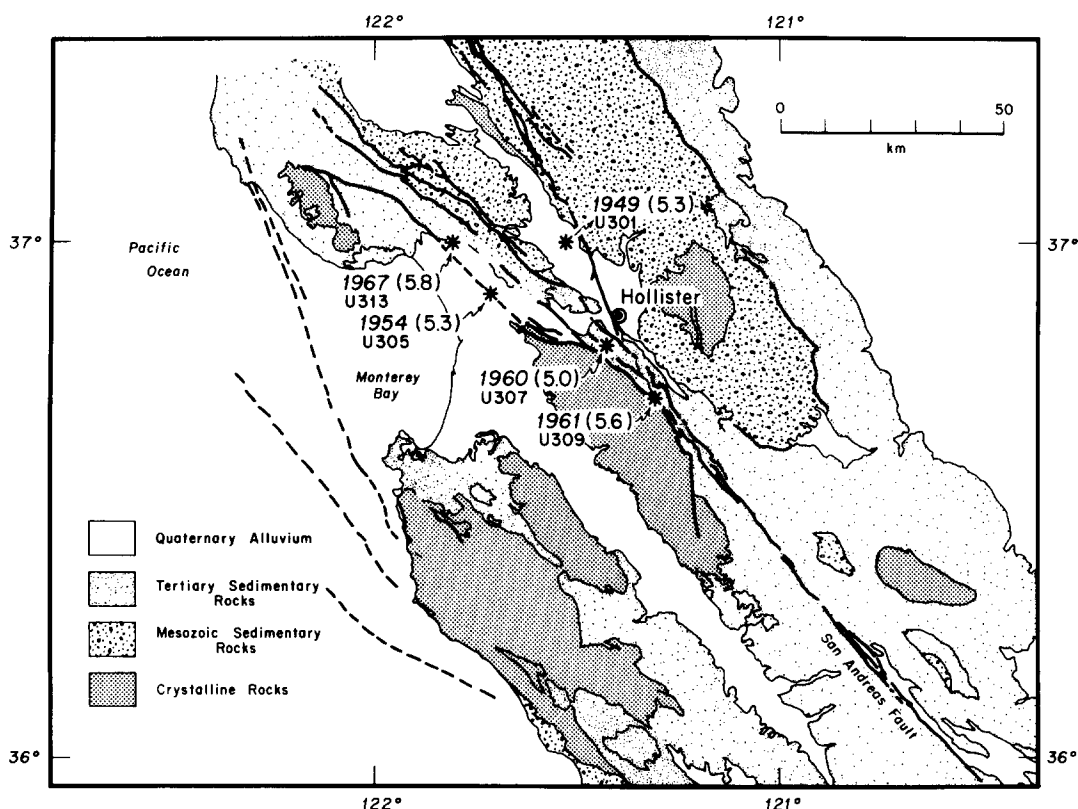 122°
121°
0
50
km
37°
37°
Pacific
Ocean
1949 (5.3)
U301
1967 (5.8)
U313
1954 (5.3)
U305
Hollister
Monterey
Bay
1960 (5.0)
U307
1961 (5.6)
U309
Quaternary Alluvium
Tertiary Sedimentary
Rocks
Mesozoic Sedimentary
Rocks
Crystalline Rocks
San Andreas Fault
36°
36°
122°
121°